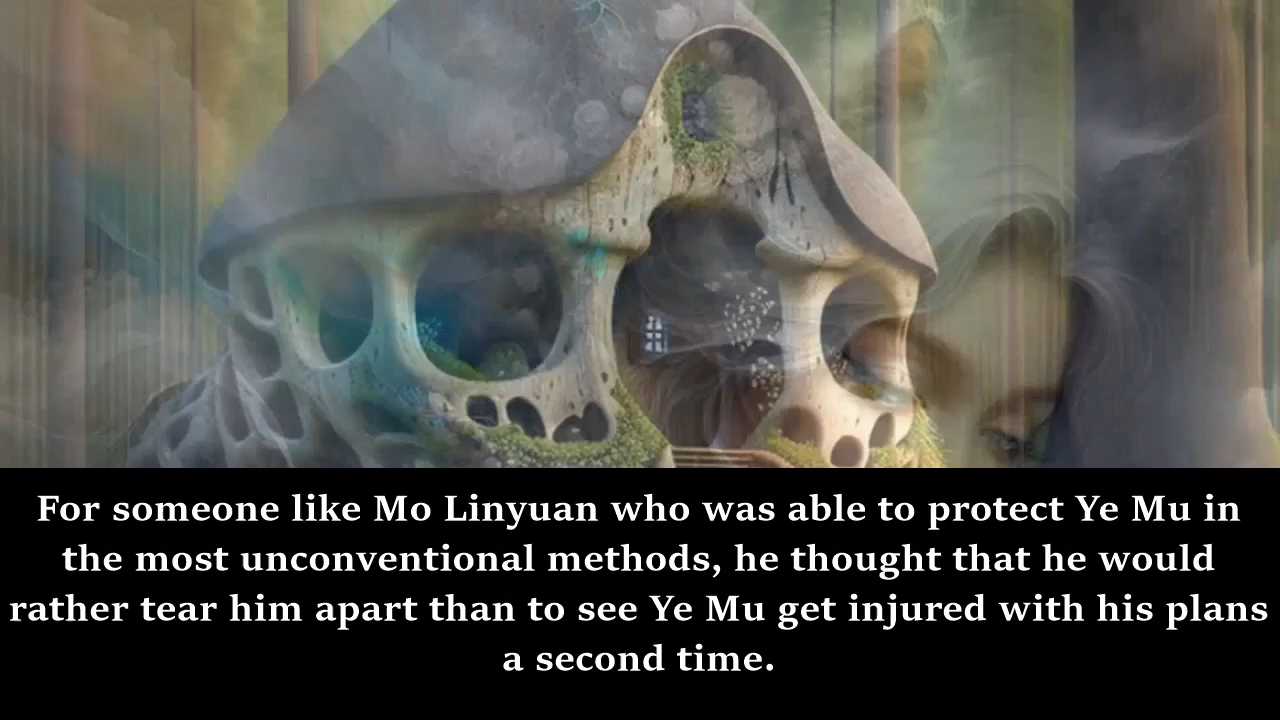 For someone like Mo Linyuan who was able to protect Ye Mu in
the most unconventional methods, he thought that he would
rather tear him apart than to see Ye Mu get injured with his plans
a second time.